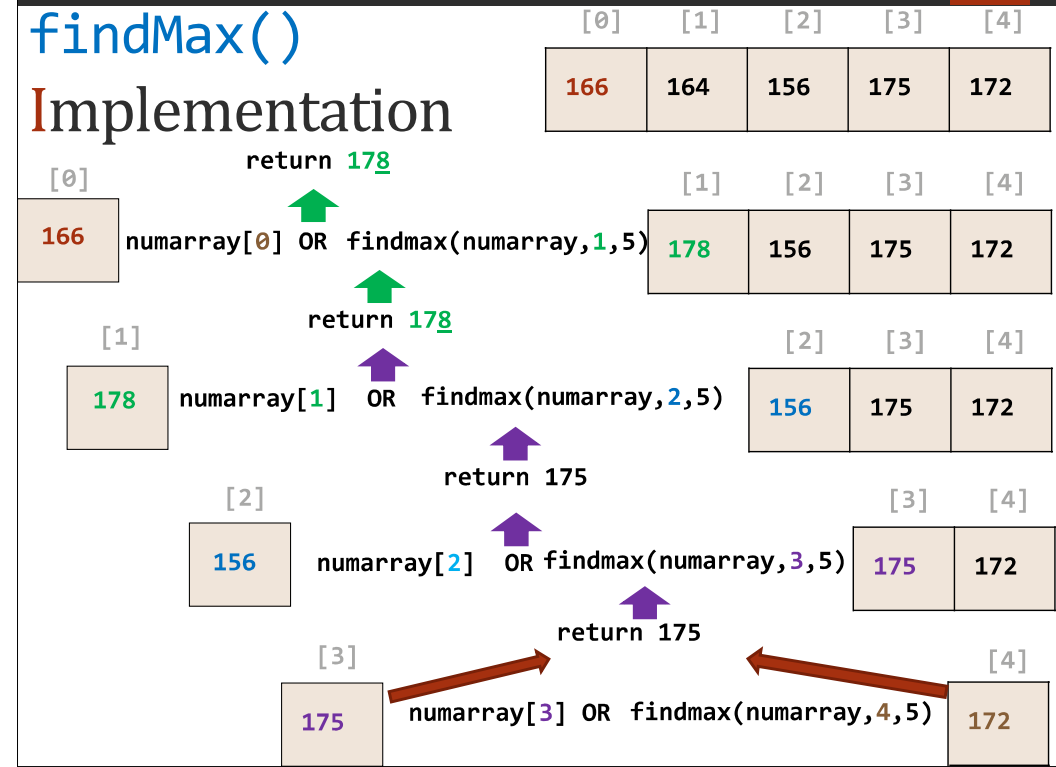 findMax()
Implementation
[0] [1] [2] [3] [4]
166 164 156 175 172
return 178
[0]
166
numarray[0] OR findmax(numarray,1,5)
[1] [2] [3] [4]
178 156 175 172
return 178
[1]
178
numarray[1] OR findmax(numarray,2,5)
[2] [3] [4]
156 175 172
return 175
[2]
156
numarray[2] OR findmax(numarray,3,5)
[3] [4]
175 172
return 175
[3]
175
numarray[3] OR findmax(numarray,4,5)
[4]
172